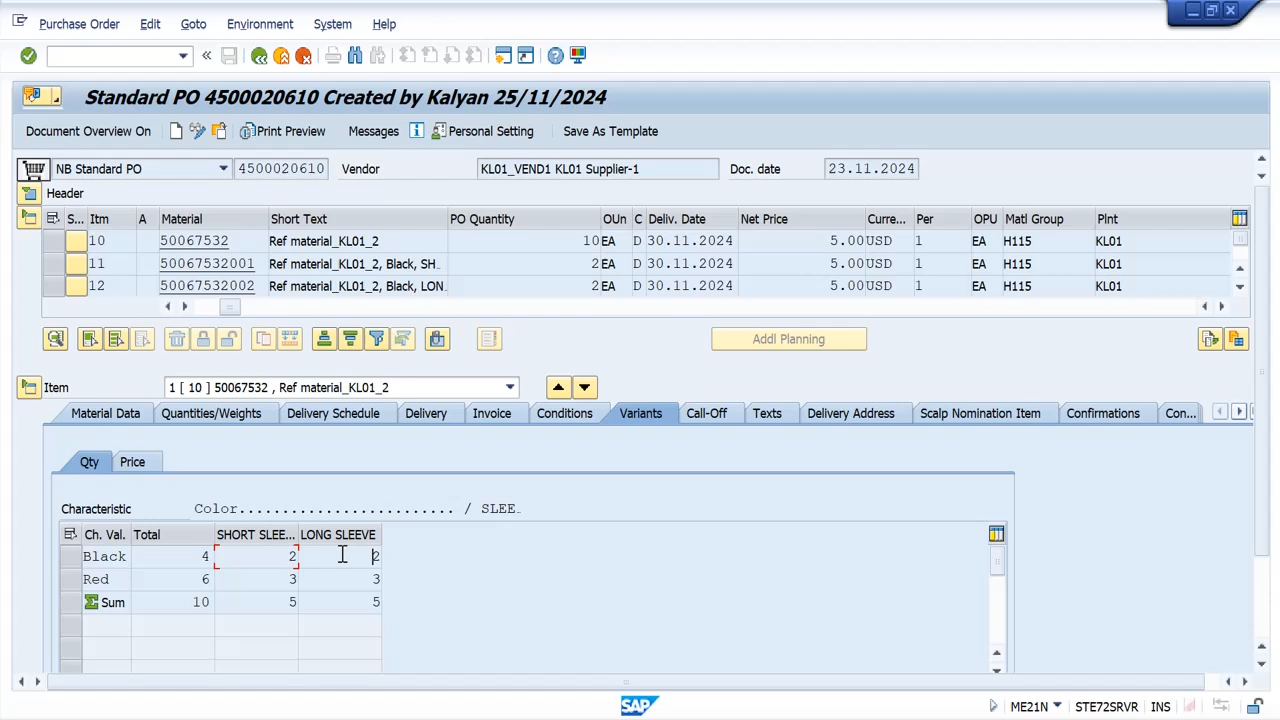 Purchase Order Edit Goto Environment System Help
Standard PO 4500020610 Created by Kalyan 25/11/2024
Document Overview On Print Preview Messages Personal Setting Save As Template
NB Standard PO 4500020610 Vendor KL01_VEND1 KL01 Supplier-1 Doc. date 23.11.2024
Header
S... Itm A Material Short Text PO Quantity OUn C Deliv. Date Net Price Curre... Per OPU Matl Group Plnt
10 50067532 Ref material_KL01_2 10 EA D 30.11.2024 5.00 USD 1 EA H115 KL01
11 50067532001 Ref material_KL01_2, Black, SH 2 EA D 30.11.2024 5.00 USD 1 EA H115 KL01
12 50067532002 Ref material_KL01_2, Black, LON 2 EA D 30.11.2024 5.00 USD 1 EA H115 KL01
Addl Planning
Item 1 [ 10 ] 50067532 , Ref material_KL01_2
Material Data Quantities/Weights Delivery Schedule Delivery Invoice Conditions Variants Call-Off Texts Delivery Address Scalp Nomination Item Confirmations Con...
Qty Price
Characteristic Color......................... / SLEE
Ch. Val. Total SHORT SLEE... LONG SLEEVE
Black 4 2 2
Red 6 3 3
Sum 10 5 5
SAP ME21N STE72SRVR INS